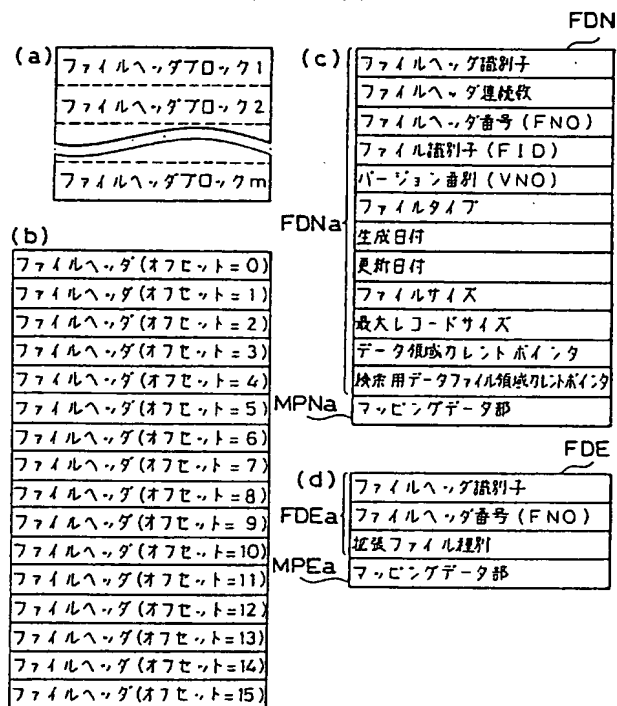 (a)
ファイルヘッダブロック1
ファイルヘッダブロック2
ファイルヘッダブロックm
(b)
ファイルヘッダ(オフセット=0)
ファイルヘッダ(オフセット=1)
ファイルヘッダ(オフセット=2)
ファイルヘッダ(オフセット=3)
ファイルヘッダ(オフセット=4)
ファイルヘッダ(オフセット=5)
ファイルヘッダ(オフセット=6)
ファイルヘッダ(オフセット=7)
ファイルヘッダ(オフセット=8)
ファイルヘッダ(オフセット=9)
ファイルヘッダ(オフセット=10)
ファイルヘッダ(オフセット=11)
ファイルヘッダ(オフセット=12)
ファイルヘッダ(オフセット=13)
ファイルヘッダ(オフセット=14)
ファイルヘッダ(オフセット=15)
FDN
(c)
FDNa
ファイルヘッダ識別子
ファイルヘッダ連続数
ファイルヘッダ番号(FNO)
ファイル識別子(FID)
バージョン番別(VNO)
ファイルタイプ
生成日付
更新日付
ファイルサイズ
最大レコードサイズ
データ領域カレントポインタ
検索用データファイル領域カレントポインタ
MPNa
マッピングデータ部
FDE
(d)
FDEa
ファイルヘッダ識別子
ファイルヘッダ番号(FNO)
拡張ファイル種別
MPEa
マッピングデータ部